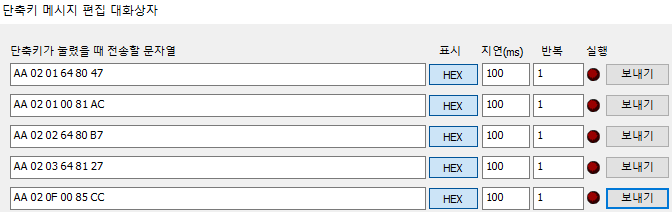 단축키 메시지 편집 대화상자
단축키가 눌렸을 때 전송할 문자열 표시 지연(ms) 반복 실행
AA 02 01 64 80 47 HEX 100 1 보내기
AA 02 01 00 81 AC HEX 100 1 보내기
AA 02 02 64 80 B7 HEX 100 1 보내기
AA 02 03 64 81 27 HEX 100 1 보내기
AA 02 0F 00 85 CC HEX 100 1 보내기